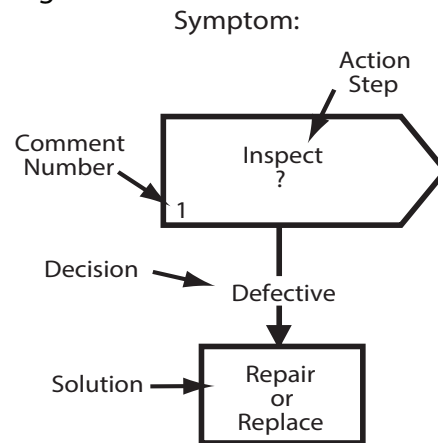 Symptom:
Action
Step
Comment
Number
Inspect
?
1
Decision
Defective
Solution
Repair
or
Replace